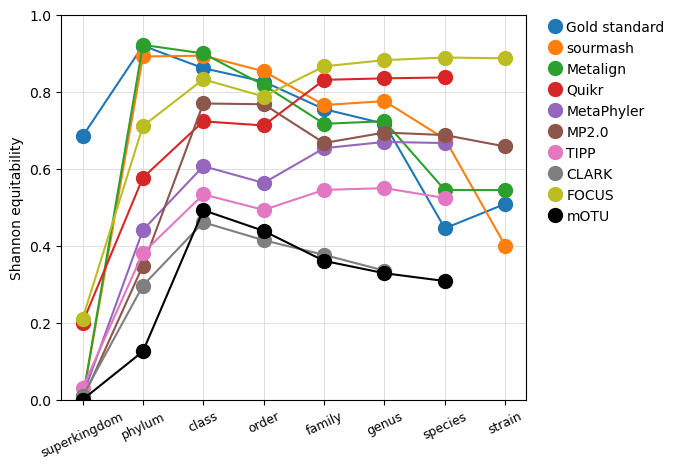 Shannon equitability
1.0
0.8
0.6
0.4
0.2
0.0
superkingdom
phylum
class
order
family
genus
species
strain
Gold standard
sourmash
Metalign
Quikr
MetaPhyler
MP2.0
TIPP
CLARK
FOCUS
mOTU